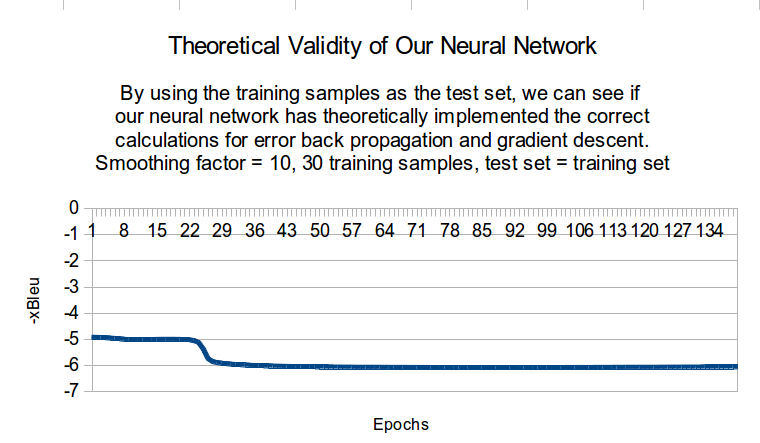 Theoretical Validity of Our Neural Network
By using the training samples as the test set, we can see if
our neural network has theoretically implemented the correct
calculations for error back propagation and gradient descent.
Smoothing factor = 10, 30 training samples, test set = training set
0
-1
1 8 15 22 29 36 43 50 57 64 71 78 85 92 99 106 113 120 127 134
-2
-3
-4
-5
-6
-7
-xBleu
Epochs